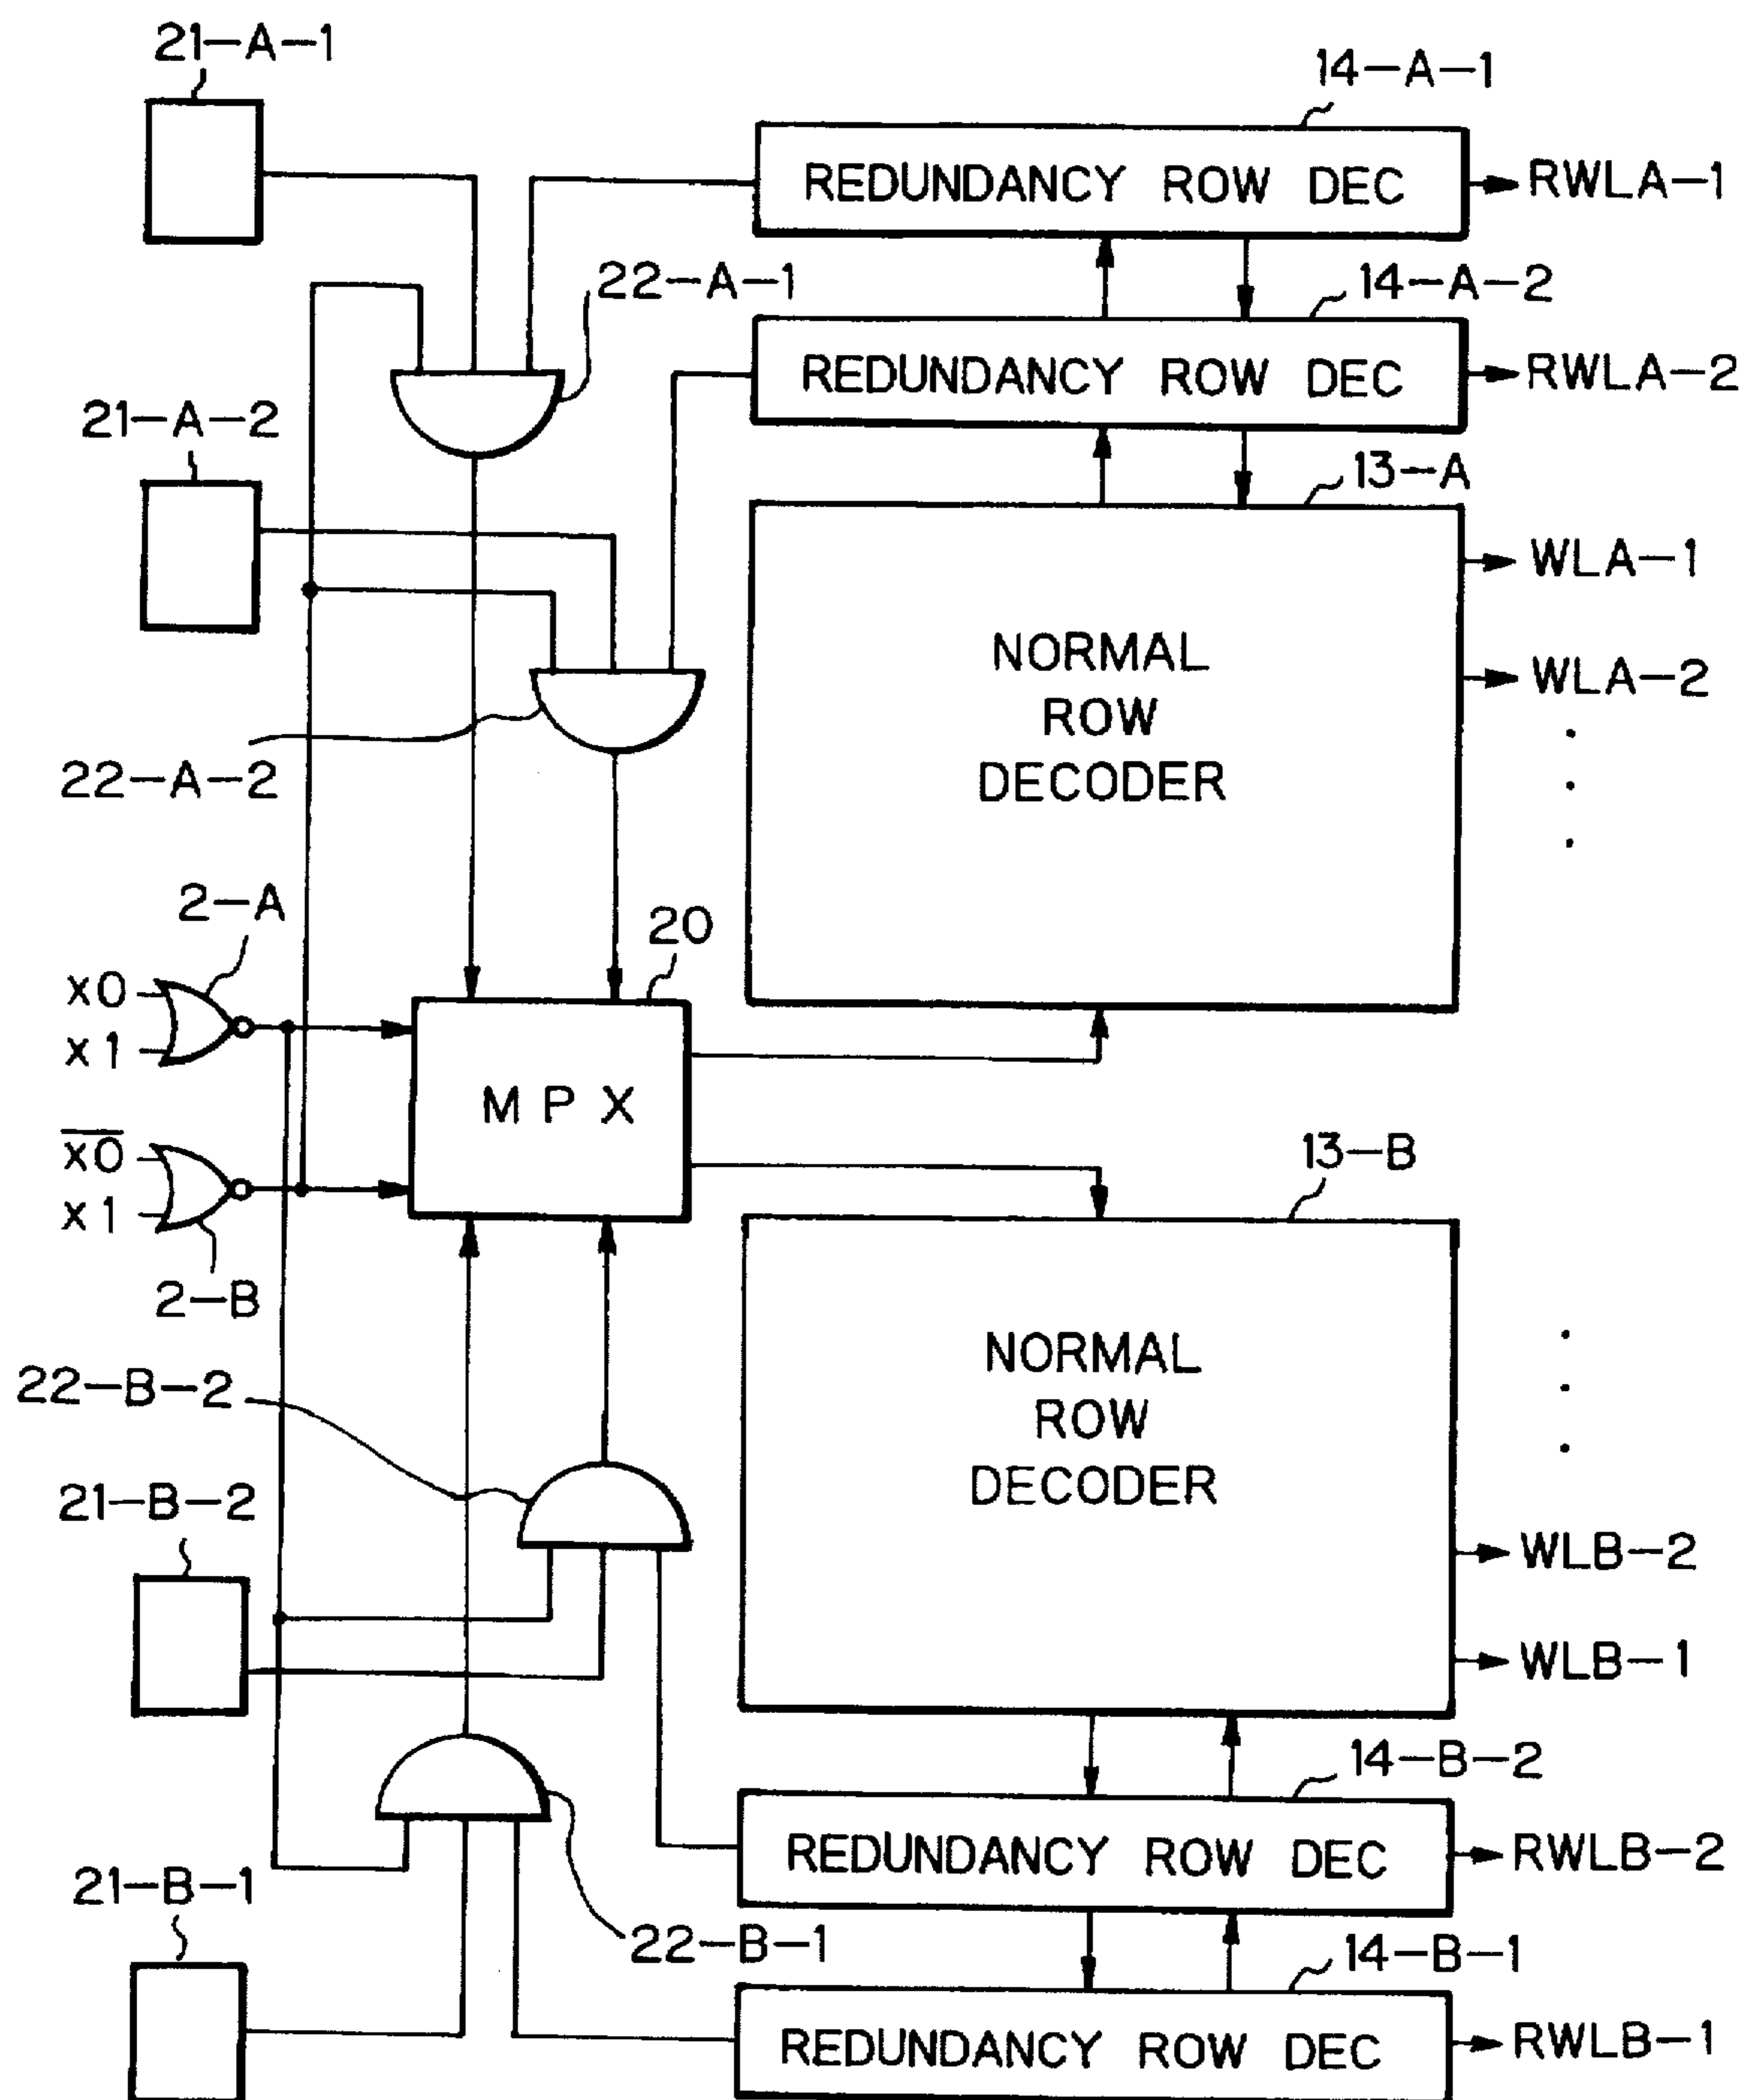 21-A-1
14-A-1
REDUNDANCY ROW DEC
RWLA-1
22-A-1
14-A-2
REDUNDANCY ROW DEC
RWLA-2
21-A-2
13-A
WLA-1
NORMAL
ROW
DECODER
WLA-2
22-A-2
2-A
20
x0
x1
MPX
x̅0̅
x1
2-B
13-B
NORMAL
ROW
DECODER
22-B-2
21-B-2
WLB-2
WLB-1
14-B-2
REDUNDANCY ROW DEC
RWLB-2
21-B-1
22-B-1
14-B-1
REDUNDANCY ROW DEC
RWLB-1